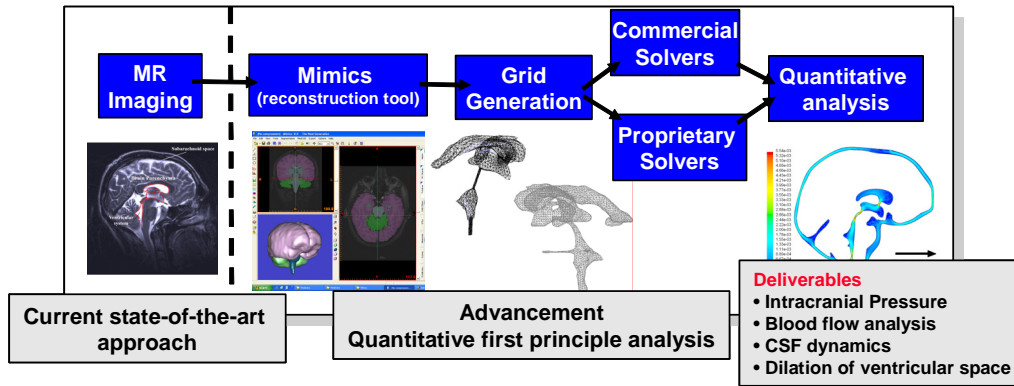 MR
Imaging
Mimics
(reconstruction tool)
Grid
Generation
Commercial
Solvers
Proprietary
Solvers
Quantitative
analysis
Subarachnoid space
Brain Parenchyma
Ventricular
system
Current state-of-the-art
approach
Advancement
Quantitative first principle analysis
Deliverables
• Intracranial Pressure
• Blood flow analysis
• CSF dynamics
• Dilation of ventricular space